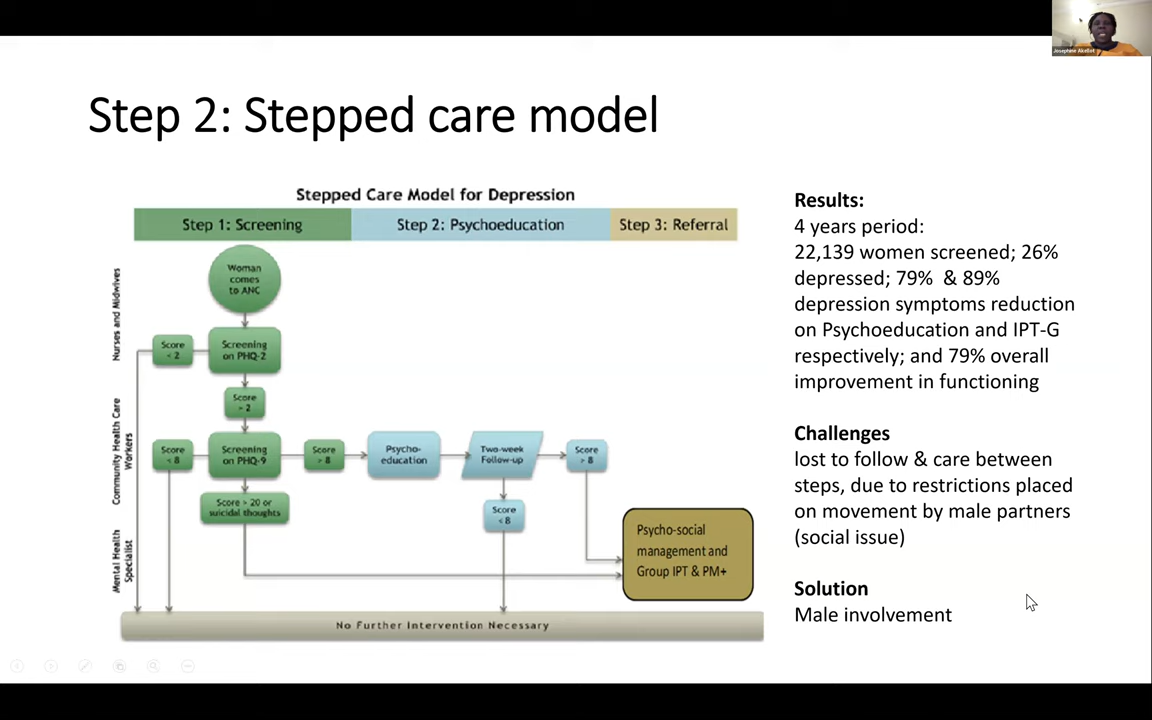 Josephine Akellot
Step 2: Stepped care model
Stepped Care Model for Depression
Step 1: Screening
Step 2: Psychoeducation
Step 3: Referral
Nurses and Midwives
Community Health Care
Workers
Mental Health
Specialist
Woman
comes
to ANC
Score
< 2
Screening
on PHQ-2
Score
> 2
Score
< 8
Screening
on PHQ-9
Score
> 8
Psycho-
education
Two-week
Follow-up
Score
> 8
Score > 20 or
suicidal thoughts
Score
< 8
Psycho-social
management and
Group IPT & PM+
No Further Intervention Necessary
Results:
4 years period:
22,139 women screened; 26%
depressed; 79%  & 89%
depression symptoms reduction
on Psychoeducation and IPT-G
respectively; and 79% overall
improvement in functioning
Challenges
lost to follow & care between
steps, due to restrictions placed
on movement by male partners
(social issue)
Solution
Male involvement